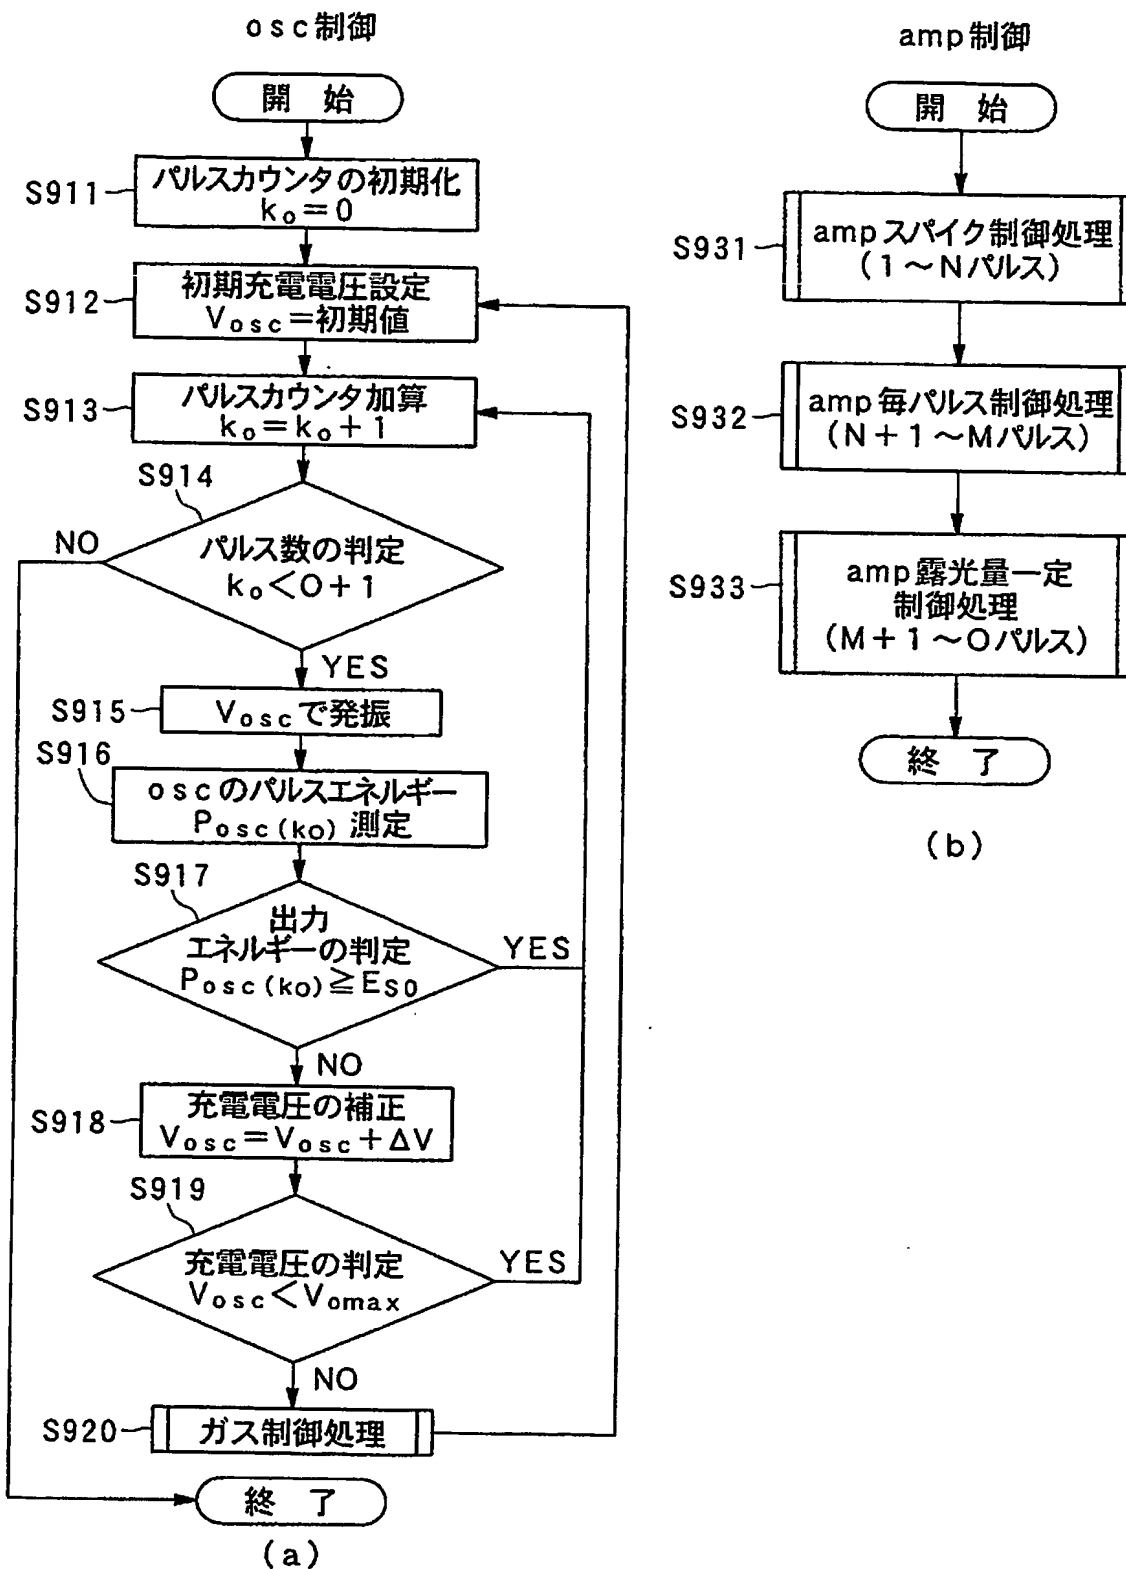 osc制御
開 始
S911
パルスカウンタの初期化
ko=0
S912
初期充電電圧設定
Vosc=初期値
S913
パルスカウンタ加算
ko=ko+1
S914
NO
パルス数の判定
ko<O+1
YES
S915
Voscで発振
S916
oscのパルスエネルギー
Posc(ko)測定
S917
出力
エネルギーの判定
Posc(ko)≧ES0
YES
NO
S918
充電電圧の補正
Vosc=Vosc+ΔV
S919
充電電圧の判定
Vosc<Vomax
YES
NO
S920
ガス制御処理
終 了
(a)
amp制御
開 始
S931
ampスパイク制御処理
(1~Nパルス)
S932
amp毎パルス制御処理
(N+1~Mパルス)
S933
amp露光量一定
制御処理
(M+1~Oパルス)
終 了
(b)